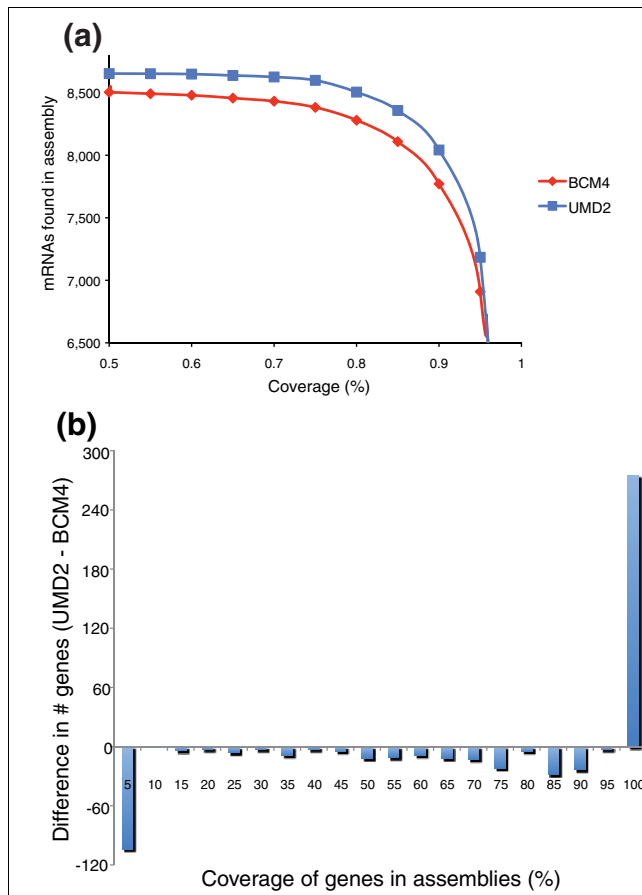 (a)
mRNAs found in assembly
8,500
8,000
7,500
7,000
6,500
0.5 0.6 0.7 0.8 0.9 1
Coverage (%)
BCM4
UMD2
(b)
Difference in # genes (UMD2 - BCM4)
300
240
180
120
60
0
-60
-120
5 10 15 20 25 30 35 40 45 50 55 60 65 70 75 80 85 90 95 100
Coverage of genes in assemblies (%)